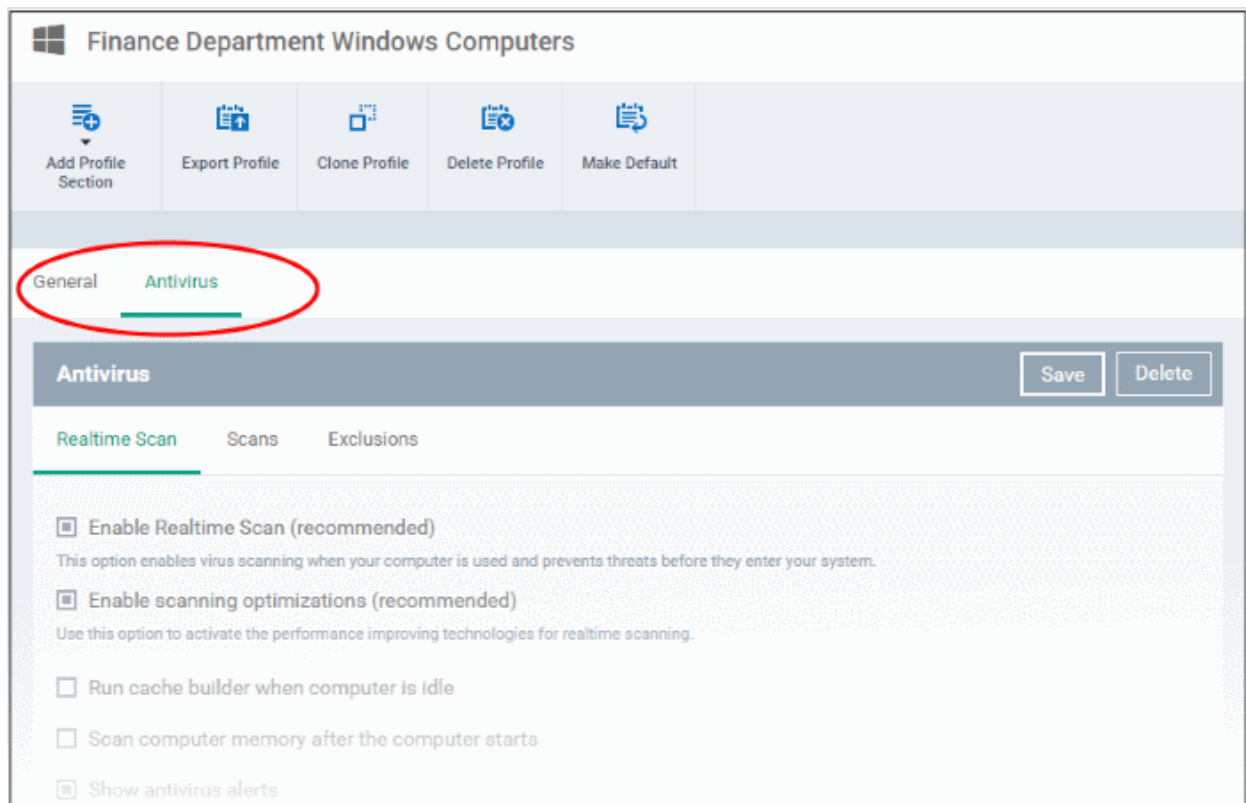 Finance Department Windows Computers
Add Profile
Section
Export Profile
Clone Profile
Delete Profile
Make Default
General
Antivirus
Antivirus
Save
Delete
Realtime Scan
Scans
Exclusions
Enable Realtime Scan (recommended)
This option enables virus scanning when your computer is used and prevents threats before they enter your system.
Enable scanning optimizations (recommended)
Use this option to activate the performance improving technologies for realtime scanning.
Run cache builder when computer is idle
Scan computer memory after the computer starts
Show antivirus alerts